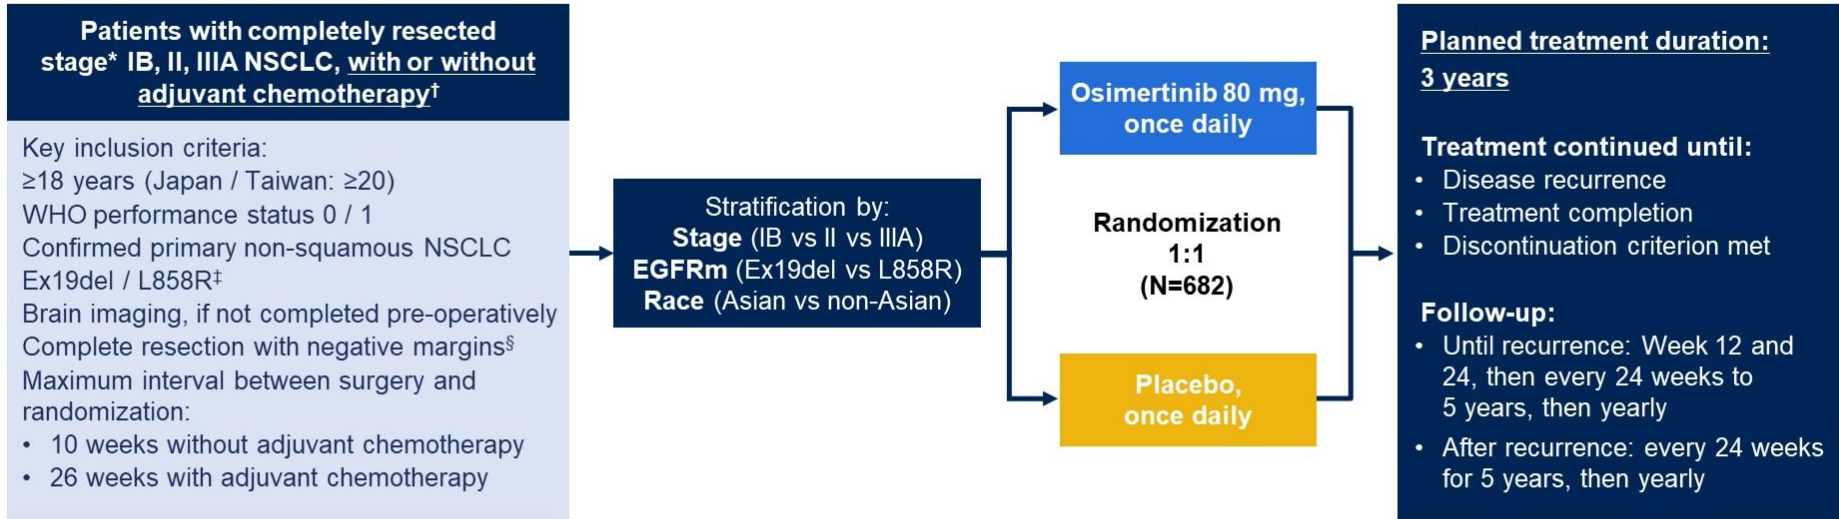 Patients with completely resected
stage* IB, II, IIIA NSCLC, with or without
adjuvant chemotherapy†
Key inclusion criteria:
≥18 years (Japan / Taiwan: ≥20)
WHO performance status 0 / 1
Confirmed primary non-squamous NSCLC
Ex19del / L858R‡
Brain imaging, if not completed pre-operatively
Complete resection with negative margins§
Maximum interval between surgery and
randomization:
• 10 weeks without adjuvant chemotherapy
• 26 weeks with adjuvant chemotherapy
Stratification by:
Stage (IB vs II vs IIIA)
EGFRm (Ex19del vs L858R)
Race (Asian vs non-Asian)
Osimertinib 80 mg,
once daily
Randomization
1:1
(N=682)
Placebo,
once daily
Planned treatment duration:
3 years
Treatment continued until:
• Disease recurrence
• Treatment completion
• Discontinuation criterion met
Follow-up:
• Until recurrence: Week 12 and
24, then every 24 weeks to
5 years, then yearly
• After recurrence: every 24 weeks
for 5 years, then yearly